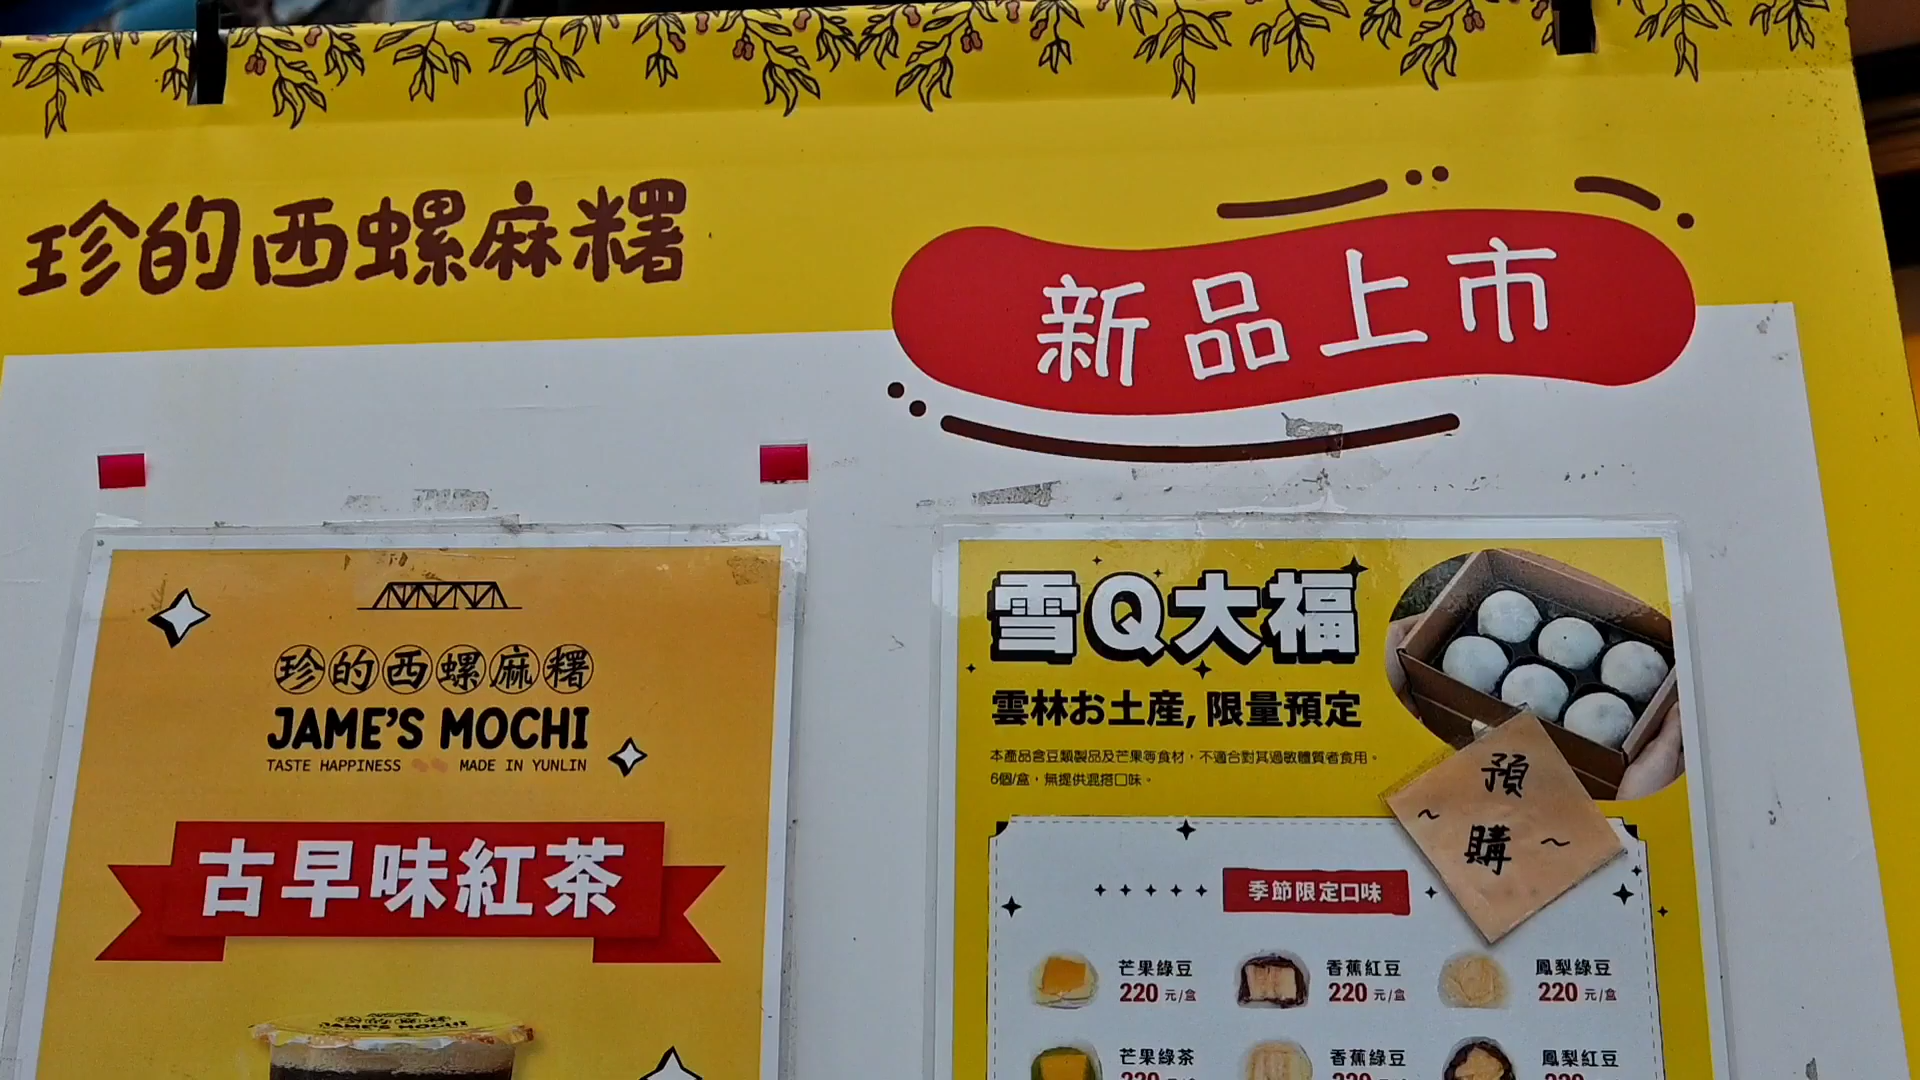 珍的西螺麻糬
新品上市
珍的西螺麻糬
JAME'S MOCHI
TASTE HAPPINESS MADE IN YUNLIN
古早味紅茶
JAME'S MOCHI
雪Q大福
雲林お土産, 限量預定
本產品含豆類製品及芒果等食材，不適合對其過敏體質者食用。
6個/盒，無提供混搭口味。
預
購
季節限定口味
芒果綠豆
220 元/盒
香蕉紅豆
220 元/盒
鳳梨綠豆
220 元/盒
芒果綠茶
香蕉綠豆
鳳梨紅豆